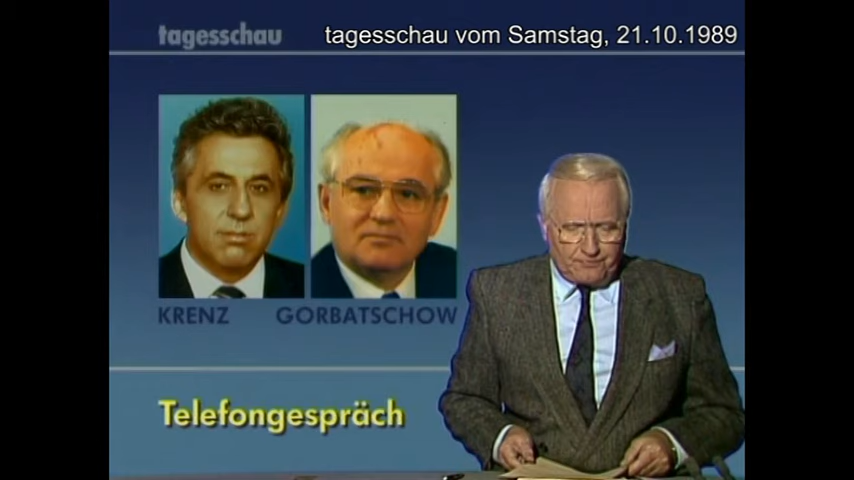 tagesschau
tagesschau vom Samstag, 21.10.1989
KRENZ
GORBATSCHOW
Telefongespräch